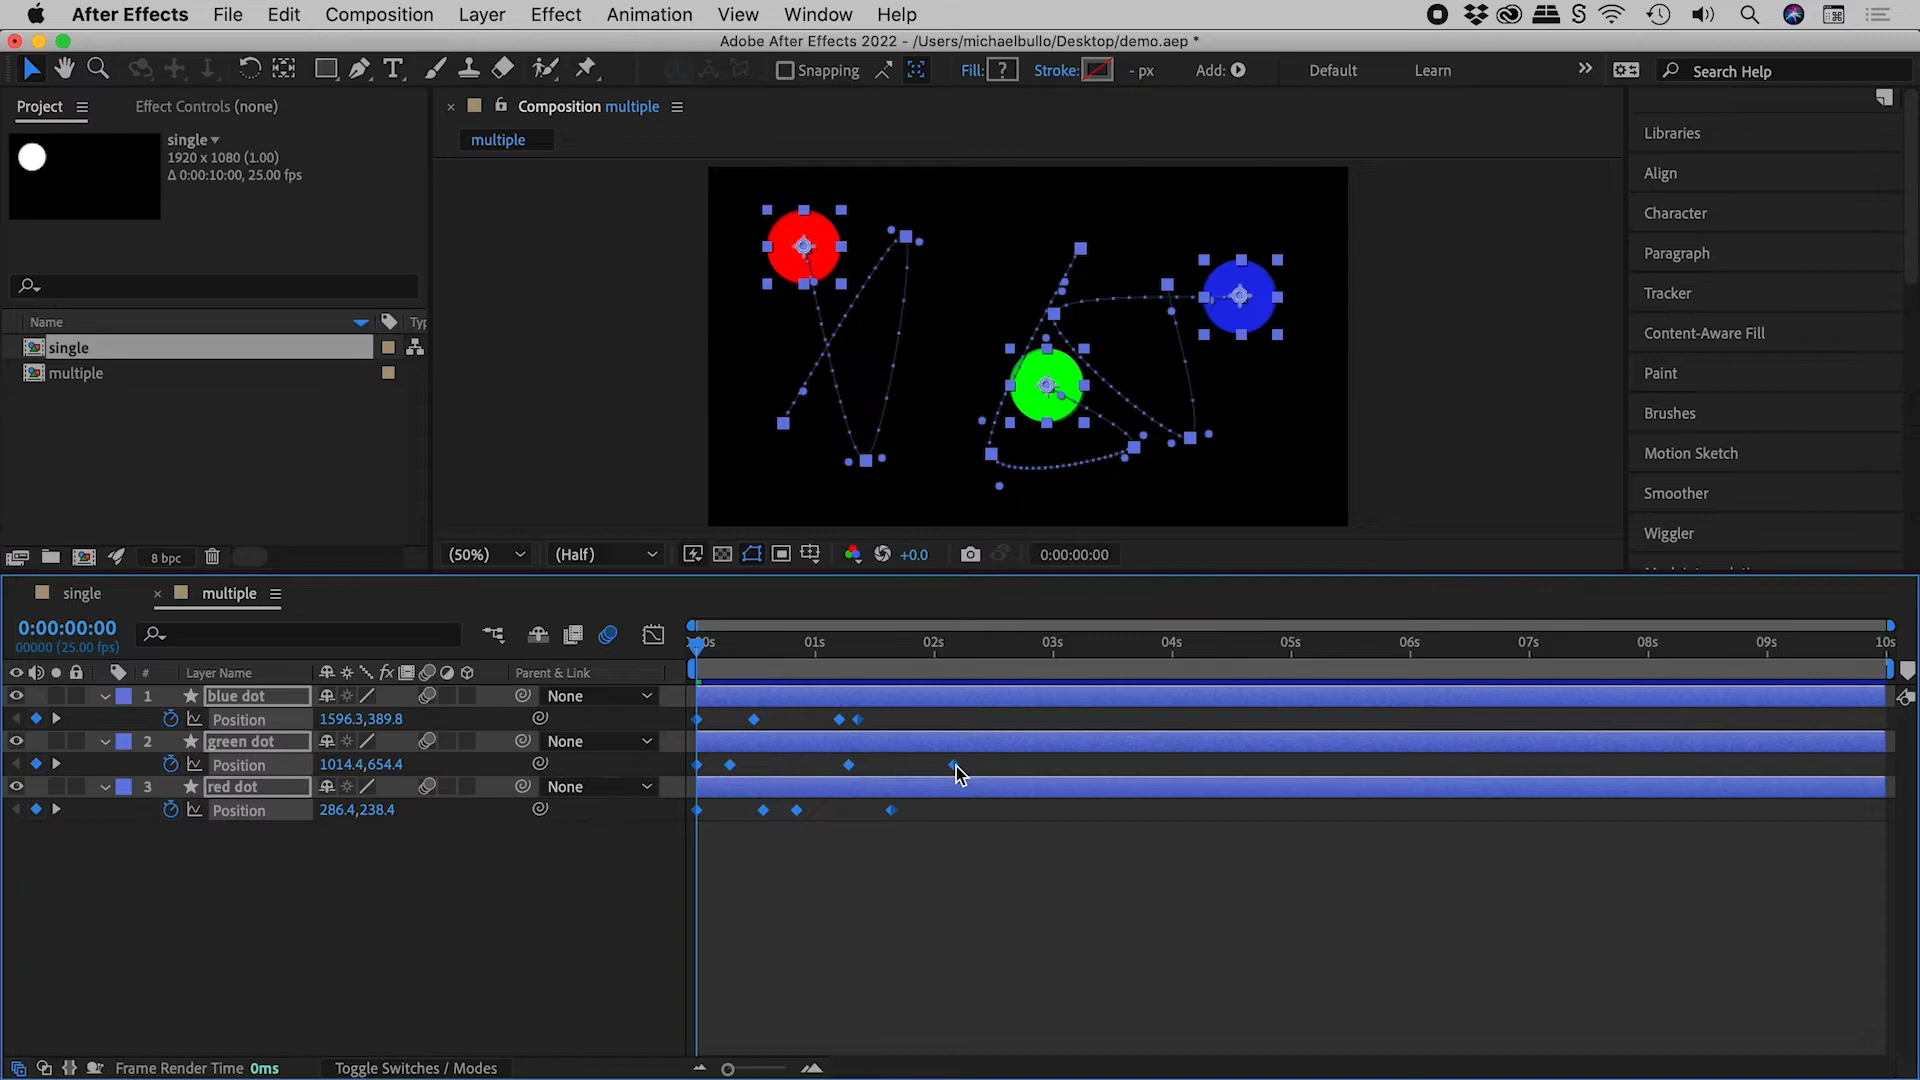 After Effects File Edit Composition Layer Effect Animation View Window Help
Adobe After Effects 2022 - /Users/michaelbullo/Desktop/demo.aep *
Snapping Fill: ? Stroke: - px Add: Default Learn Search Help
Project Effect Controls (none) Composition multiple
single
1920 x 1080 (1.00)
Δ 0:00:10:00, 25.00 fps
multiple
Libraries
Align
Character
Paragraph
Tracker
Content-Aware Fill
Paint
Brushes
Motion Sketch
Smoother
Wiggler
Name Typ
single
multiple
8 bpc (50%) (Half) +0.0 0:00:00:00
single multiple
0:00:00:00
00000 (25.00 fps)
00s 01s 02s 03s 04s 05s 06s 07s 08s 09s 10s
# Layer Name fx Parent & Link
1 blue dot None
Position 1596.3,389.8
2 green dot None
Position 1014.4,654.4
3 red dot None
Position 286.4,238.4
Frame Render Time 0ms Toggle Switches / Modes